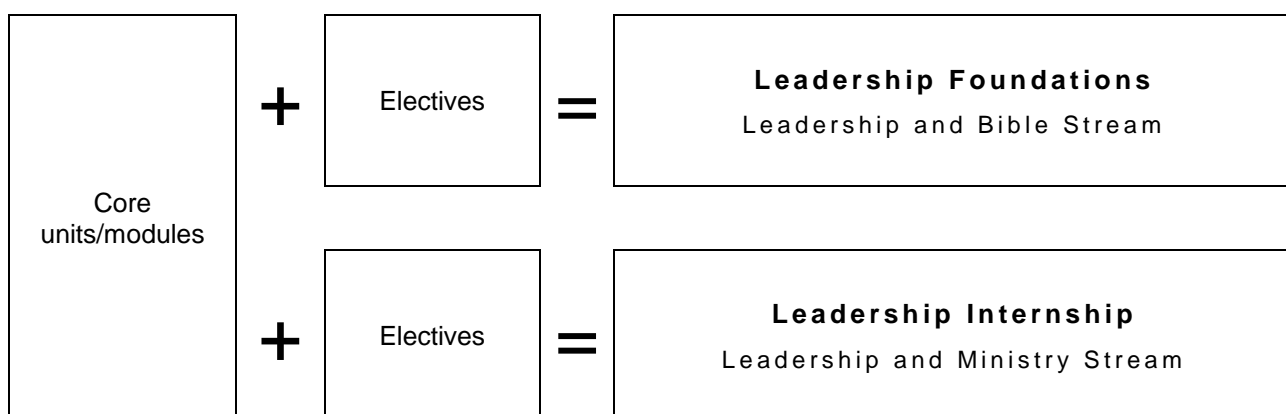 Core
units/modules
+
Electives
=
Leadership Foundations
Leadership and Bible Stream
+
Electives
=
Leadership Internship
Leadership and Ministry Stream